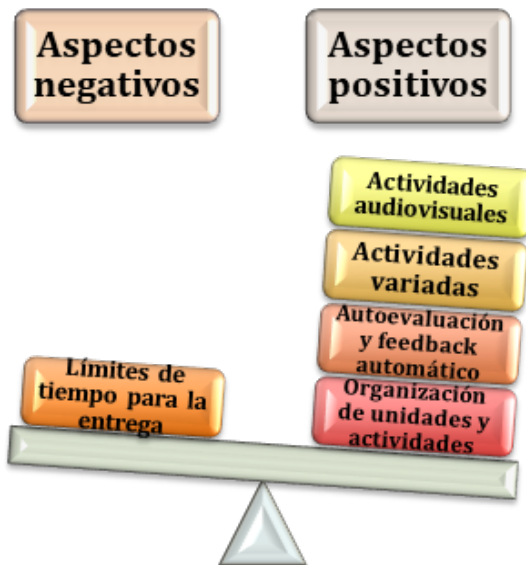 Aspectos
negativos
Aspectos
positivos
Actividades
audiovisuales
Actividades
variadas
Autoevaluación
y feedback
automático
Límites de
tiempo para la
entrega
Organización
de unidades y
actividades